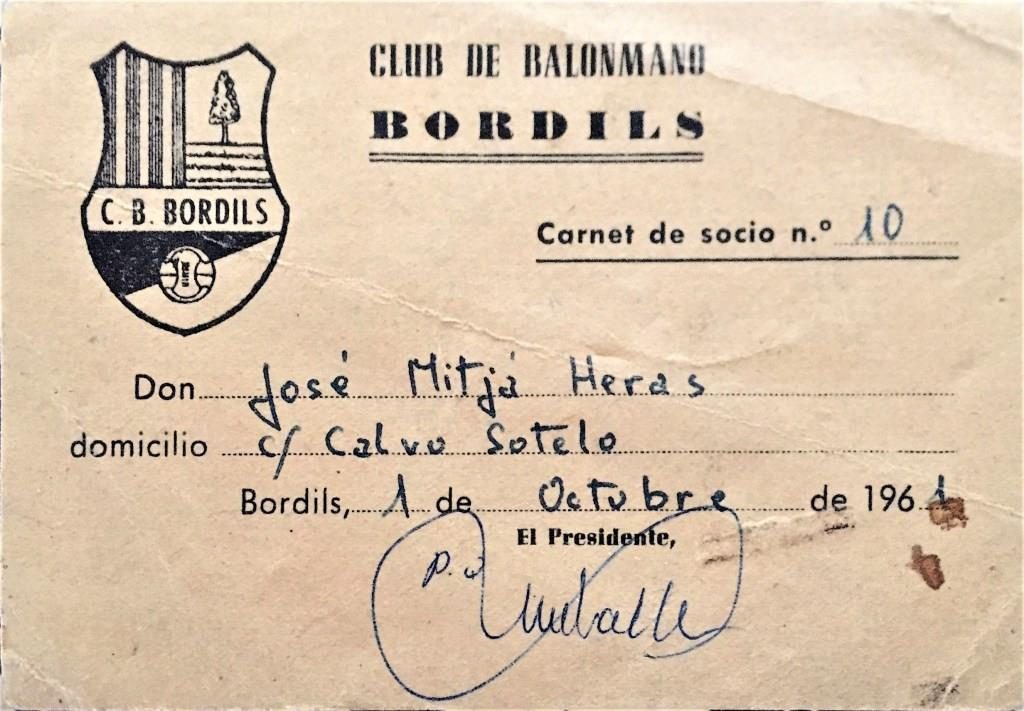 CLUB DE BALONMANO
BORDILS
C. B. BORDILS
Carnet de socio n.º 10
Don José Mitjá Heras
domicilio c/ Calvo Sotelo
Bordils, 1 de Octubre de 1961
El Presidente,